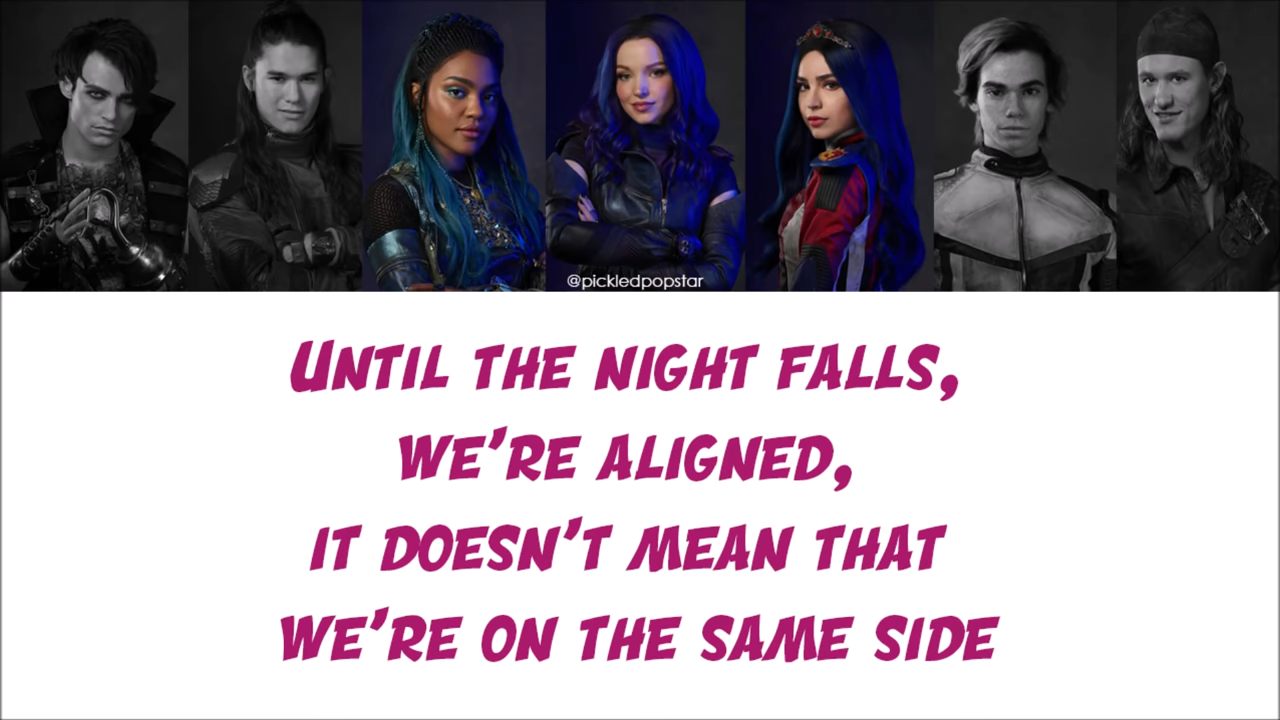 @pickledpopstar
UNTIL THE NIGHT FALLS,
WE'RE ALIGNED,
IT DOESN'T MEAN THAT
WE'RE ON THE SAME SIDE